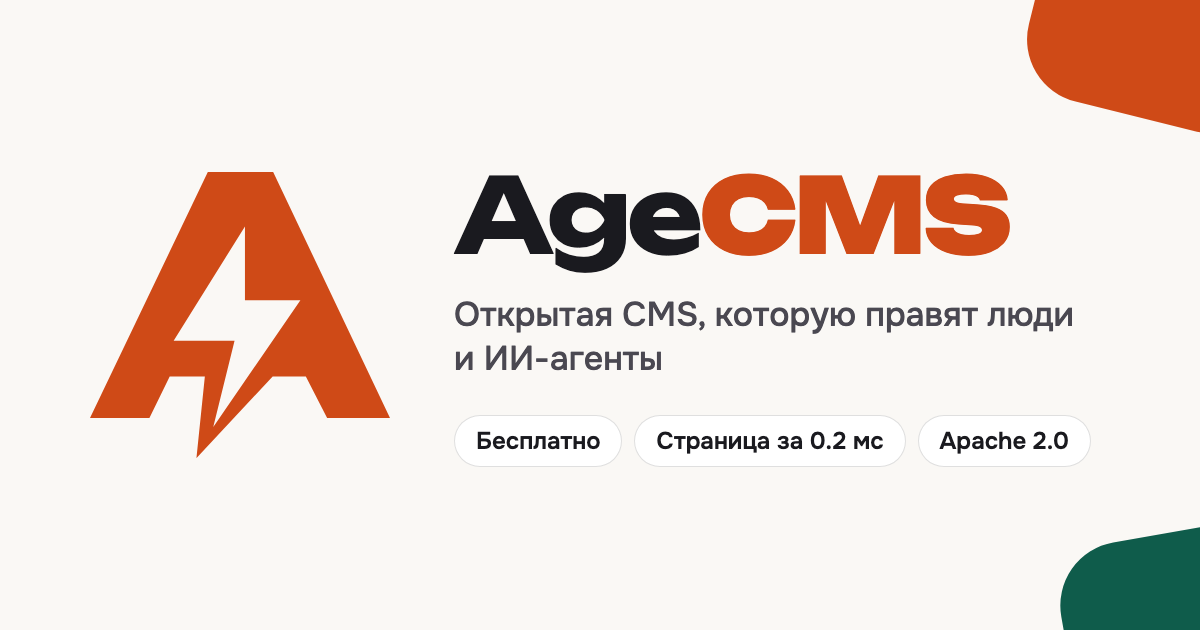 AgeCMS
Открытая CMS, которую правят люди
и ИИ-агенты
Бесплатно
Страница за 0.2 мс
Apache 2.0